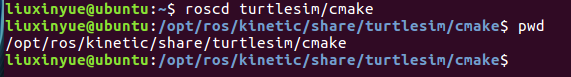 liuxinyue@ubuntu:~$ roscd turtlesim/cmake
liuxinyue@ubuntu:/opt/ros/kinetic/share/turtlesim/cmake$ pwd
/opt/ros/kinetic/share/turtlesim/cmake
liuxinyue@ubuntu:/opt/ros/kinetic/share/turtlesim/cmake$